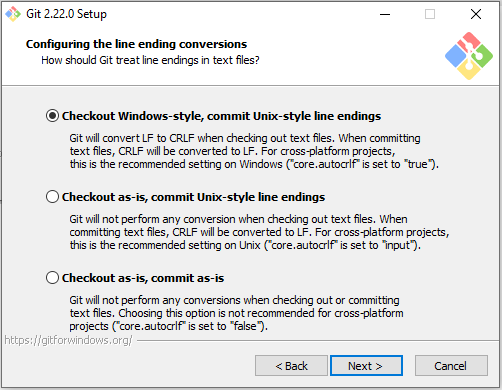 Git 2.22.0 Setup
Configuring the line ending conversions
How should Git treat line endings in text files?
Checkout Windows-style, commit Unix-style line endings
Git will convert LF to CRLF when checking out text files. When committing
text files, CRLF will be converted to LF. For cross-platform projects,
this is the recommended setting on Windows ("core.autocrlf" is set to "true").
Checkout as-is, commit Unix-style line endings
Git will not perform any conversion when checking out text files. When
committing text files, CRLF will be converted to LF. For cross-platform projects,
this is the recommended setting on Unix ("core.autocrlf" is set to "input").
Checkout as-is, commit as-is
Git will not perform any conversions when checking out or committing
text files. Choosing this option is not recommended for cross-platform
projects ("core.autocrlf" is set to "false").
https://gitforwindows.org/
< Back
Next >
Cancel